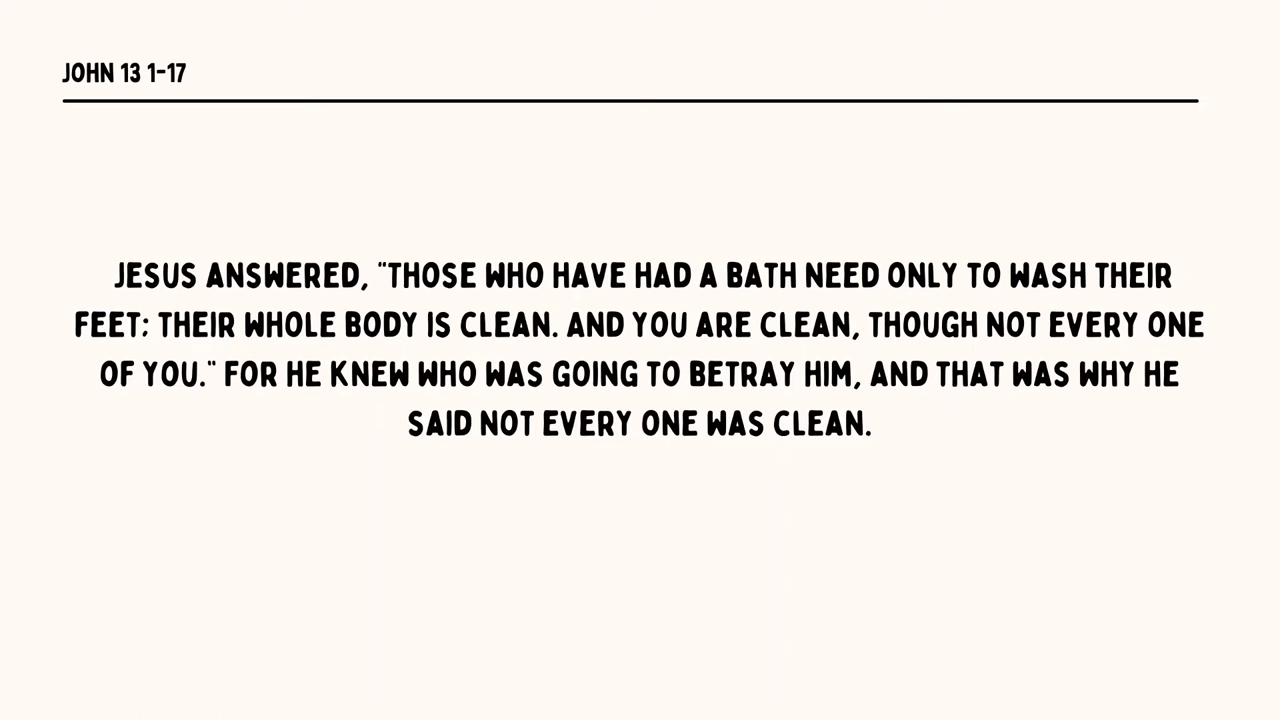 JOHN 13 1-17
JESUS ANSWERED, "THOSE WHO HAVE HAD A BATH NEED ONLY TO WASH THEIR
FEET; THEIR WHOLE BODY IS CLEAN. AND YOU ARE CLEAN, THOUGH NOT EVERY ONE
OF YOU." FOR HE KNEW WHO WAS GOING TO BETRAY HIM, AND THAT WAS WHY HE
SAID NOT EVERY ONE WAS CLEAN.